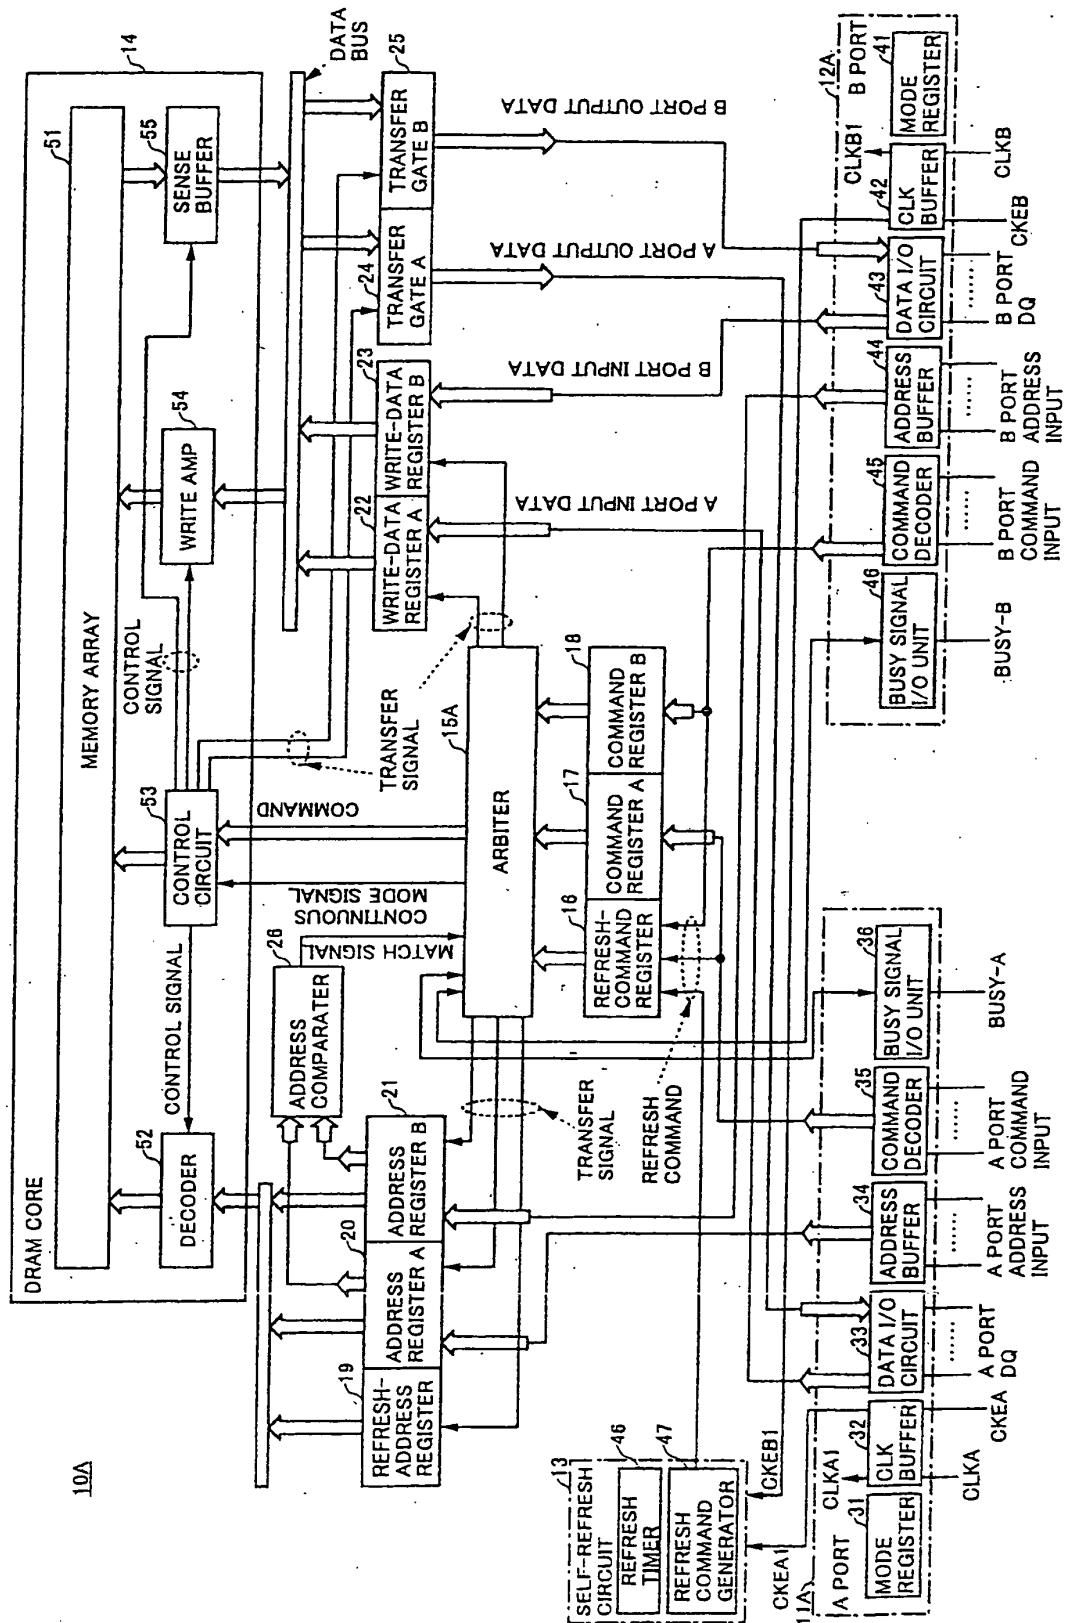 10A
DRAM CORE
14
MEMORY ARRAY
51
DECODER
52
CONTROL SIGNAL
CONTROL
CIRCUIT
53
CONTROL
SIGNAL
WRITE AMP
54
SENSE
BUFFER
55
DATA
BUS
REFRESH-
ADDRESS
REGISTER
19
ADDRESS
REGISTER A
20
ADDRESS
REGISTER B
21
ADDRESS
COMPARATER
26
MATCH SIGNAL
CONTINUOUS
MODE SIGNAL
COMMAND
TRANSFER
SIGNAL
WRITE-DATA
REGISTER A
22
WRITE-DATA
REGISTER B
23
TRANSFER
GATE A
24
TRANSFER
GATE B
25
ARBITER
15A
TRANSFER
SIGNAL
TRANSFER
SIGNAL
REFRESH
COMMAND
REFRESH-
COMMAND
REGISTER
16
COMMAND
REGISTER A
17
COMMAND
REGISTER B
18
A PORT INPUT DATA
B PORT INPUT DATA
A PORT OUTPUT DATA
B PORT OUTPUT DATA
SELF-REFRESH
CIRCUIT
13
REFRESH
TIMER
46
REFRESH
COMMAND
GENERATOR
47
CKEA1
CKEB1
11A
A PORT
MODE
REGISTER
31
CLKA1
CLK
BUFFER
32
DATA I/O
CIRCUIT
33
ADDRESS
BUFFER
34
COMMAND
DECODER
35
BUSY SIGNAL
I/O UNIT
36
CLKA
CKEA
A PORT
DQ
A PORT
ADDRESS
INPUT
A PORT
COMMAND
INPUT
BUSY-A
12A
B PORT
BUSY SIGNAL
I/O UNIT
46
COMMAND
DECODER
45
ADDRESS
BUFFER
44
DATA I/O
CIRCUIT
43
CLK
BUFFER
42
CLKB1
MODE
REGISTER
41
BUSY-B
B PORT
COMMAND
INPUT
B PORT
ADDRESS
INPUT
B PORT
DQ
CKEB
CLKB